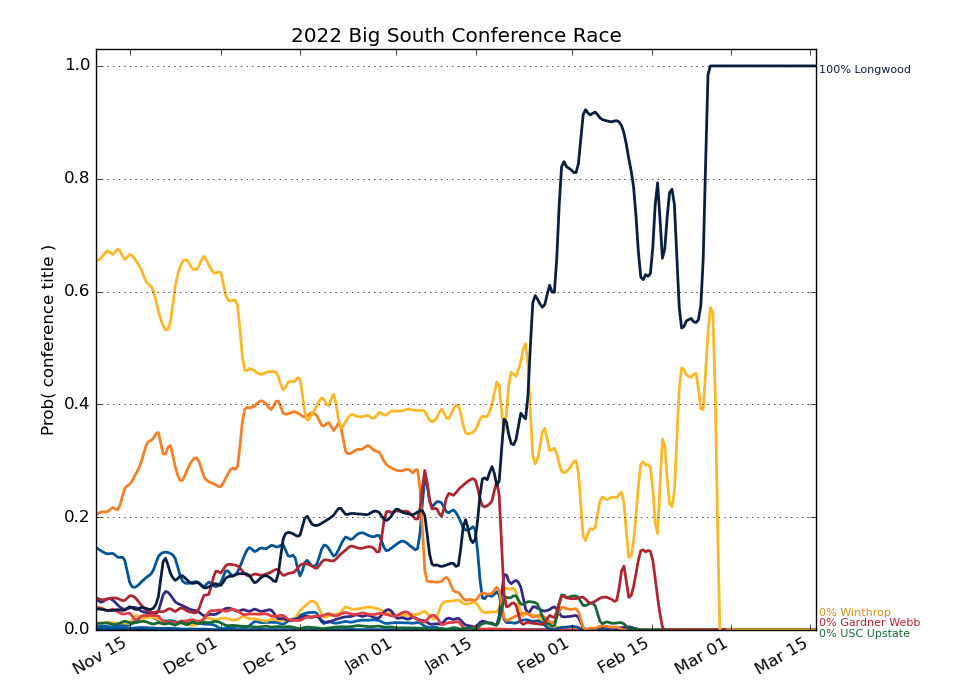 2022 Big South Conference Race
Prob( conference title )
1.0
0.8
0.6
0.4
0.2
0.0
100% Longwood
0% Winthrop
0% Gardner Webb
0% USC Upstate
Nov 15
Dec 01
Dec 15
Jan 01
Jan 15
Feb 01
Feb 15
Mar 01
Mar 15